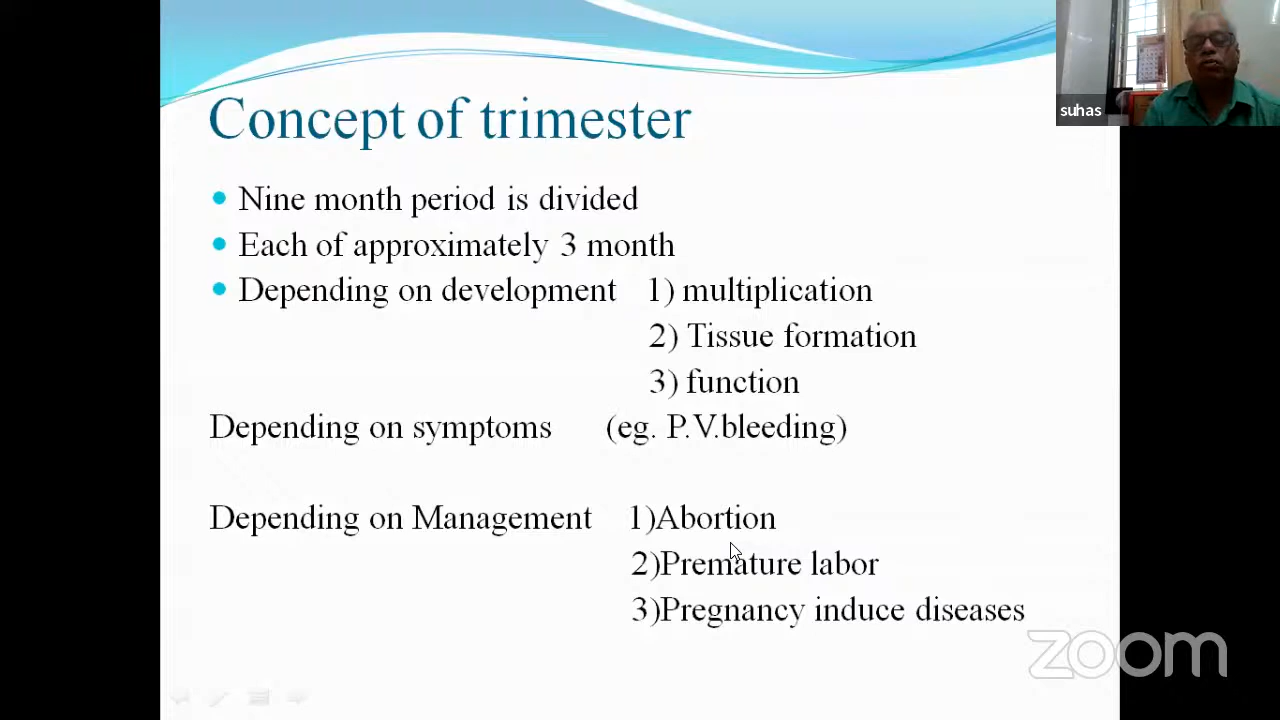 suhas
Concept of trimester
Nine month period is divided
Each of approximately 3 month
Depending on development 1) multiplication
2) Tissue formation
3) function
Depending on symptoms (eg. P.V.bleeding)
Depending on Management 1)Abortion
2)Premature labor
3)Pregnancy induce diseases
zoom